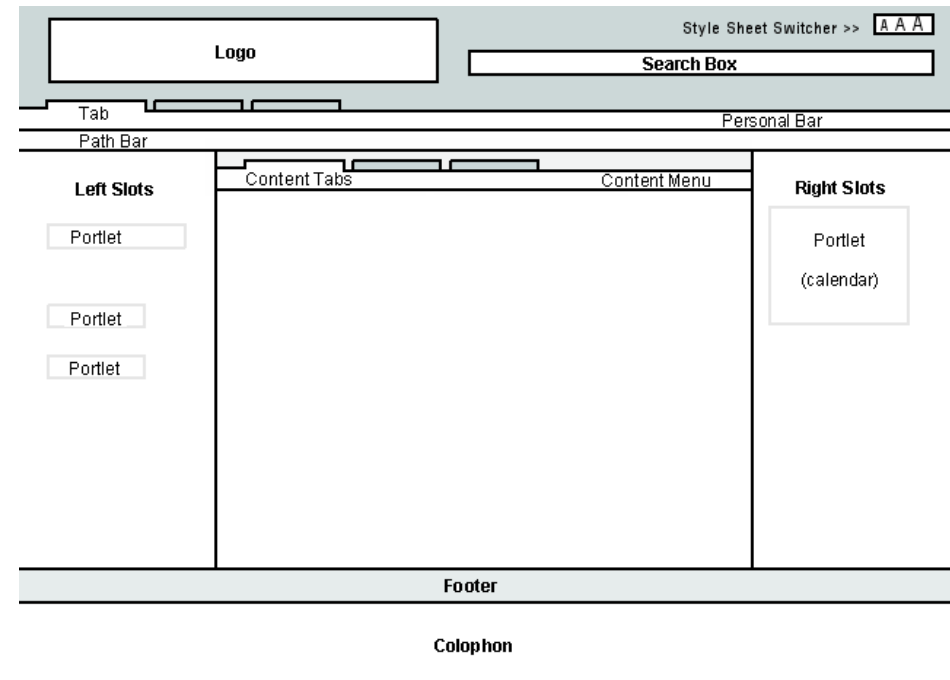 Style Sheet Switcher >> A A A
Logo
Search Box
Tab
Personal Bar
Path Bar
Content Tabs Content Menu
Left Slots
Right Slots
Portlet
Portlet
(calendar)
Portlet
Portlet
Footer
Colophon